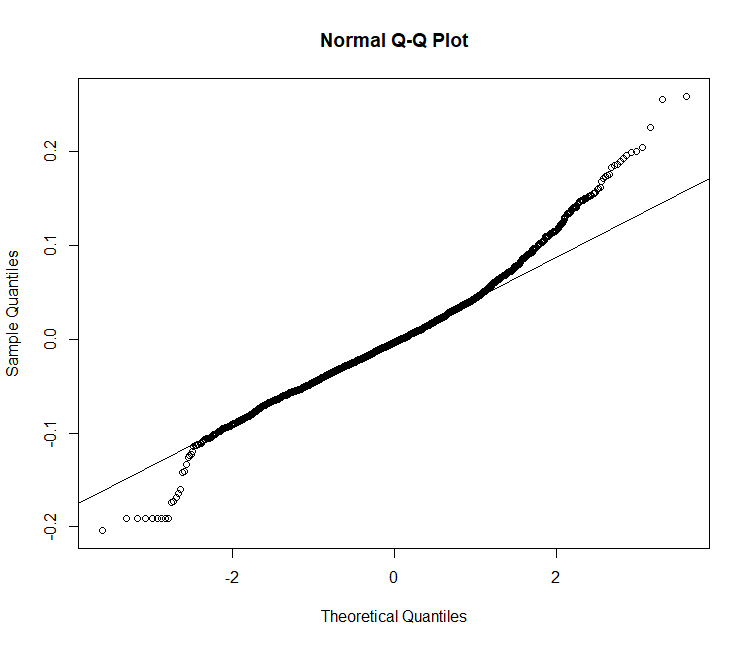 Normal Q-Q Plot
0.2
0.1
0.0
-0.1
-0.2
Sample Quantiles
-2 0 2
Theoretical Quantiles